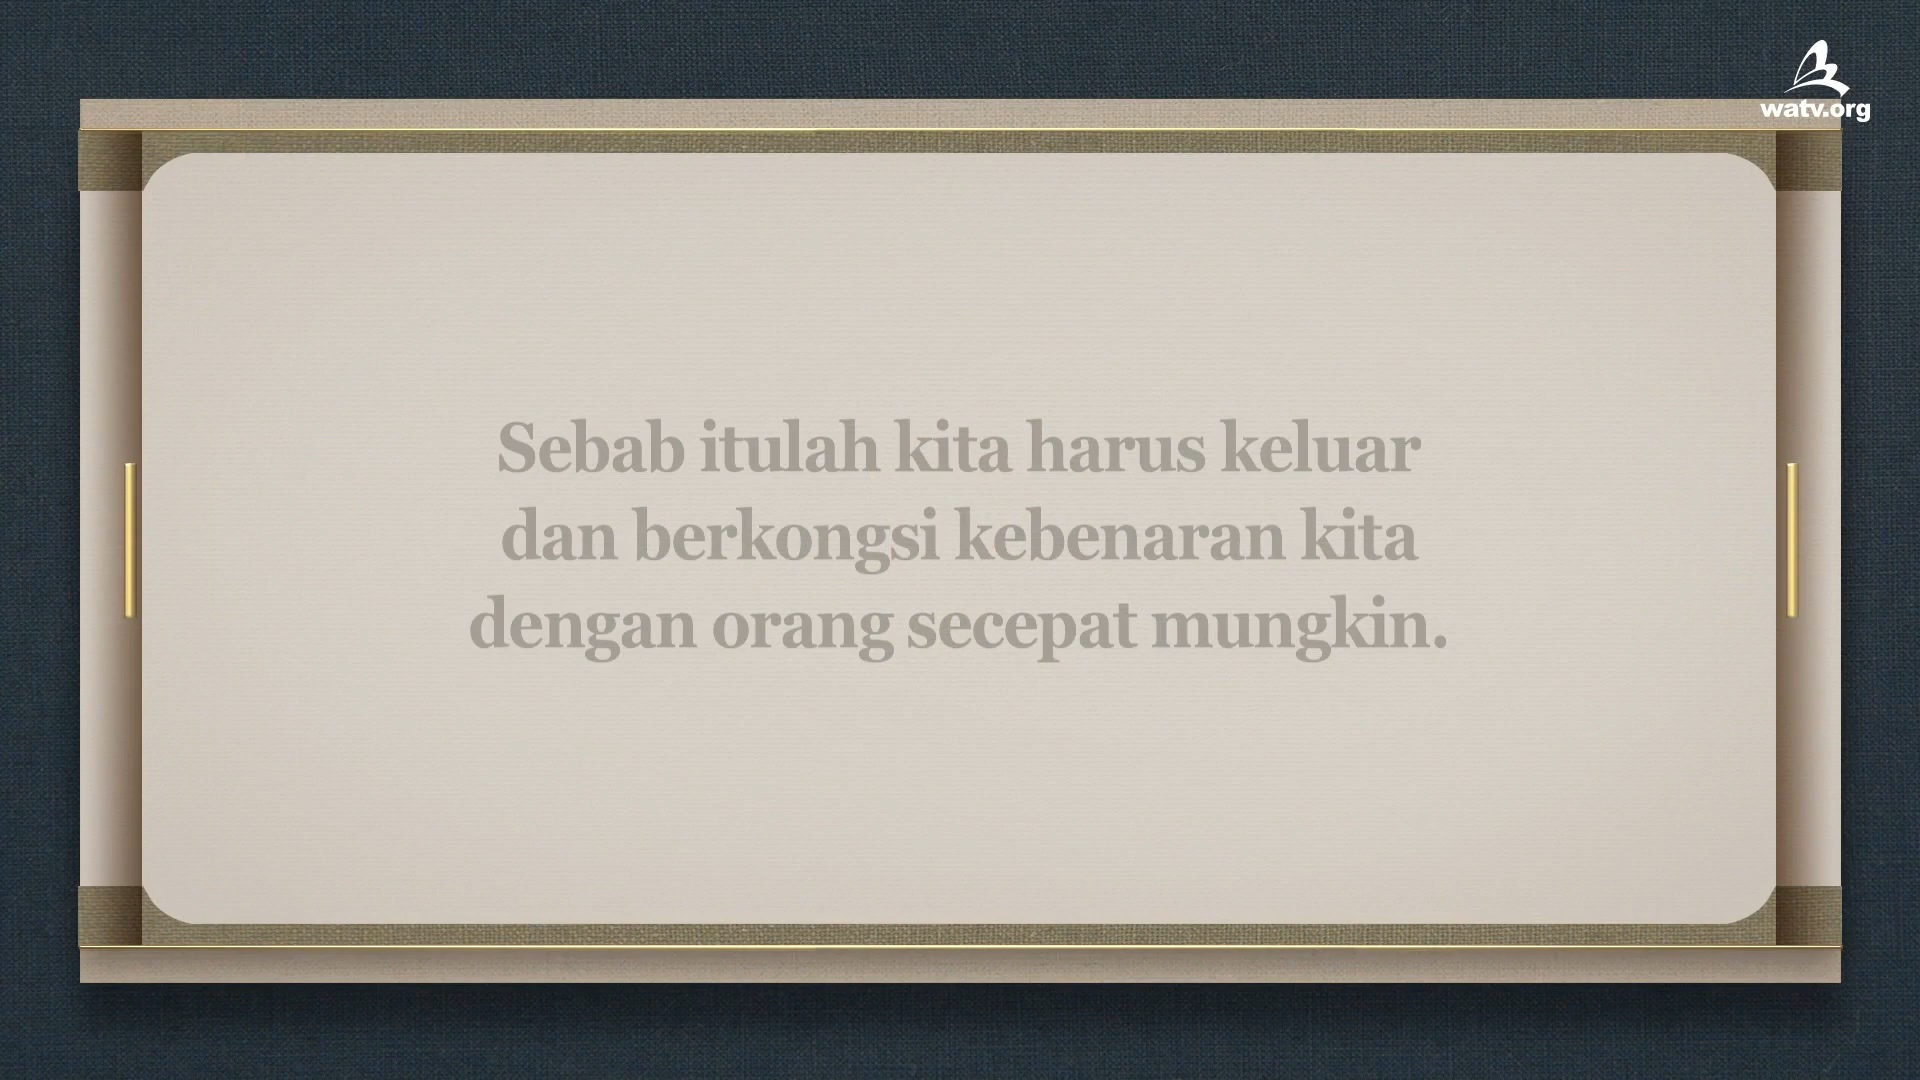 watv.org
Sebab itulah kita harus keluar
dan berkongsi kebenaran kita
dengan orang secepat mungkin.